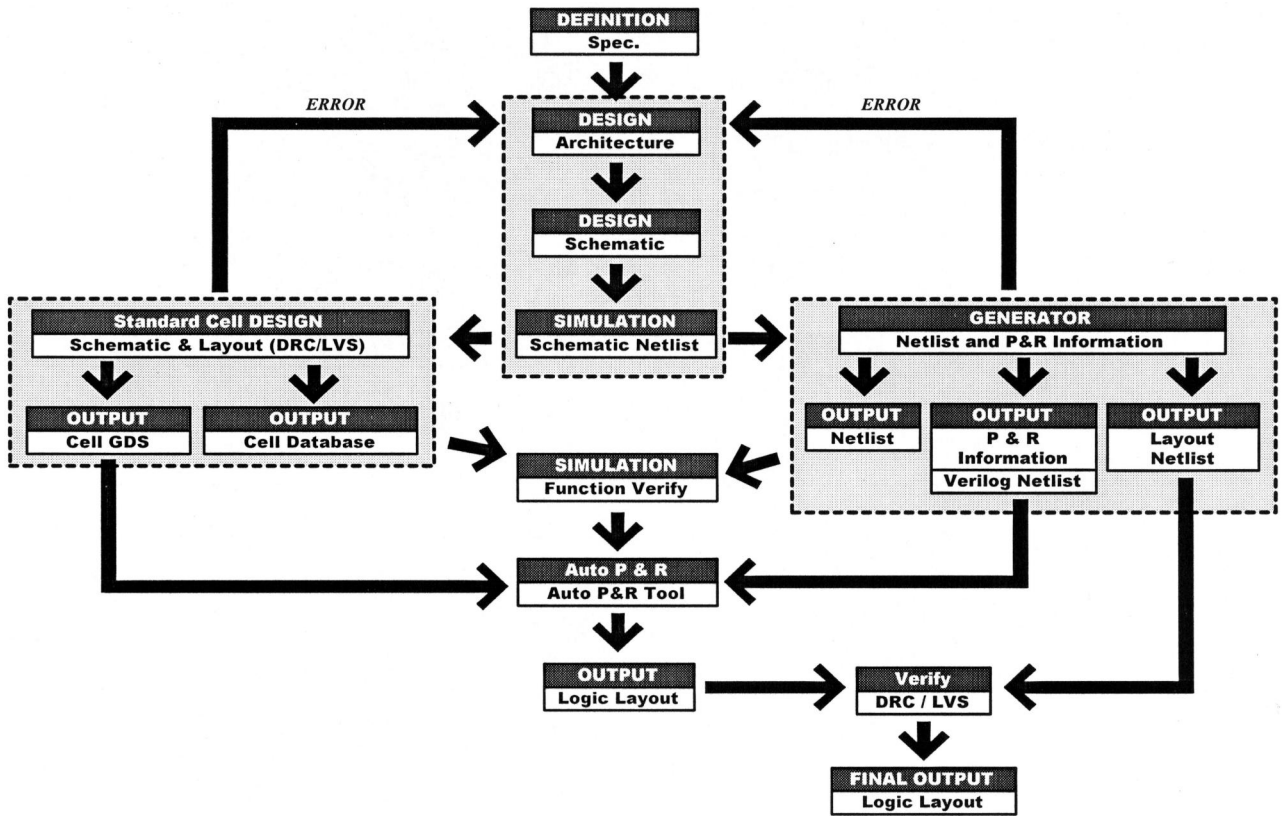 DEFINITION
Spec.
ERROR
ERROR
DESIGN
Architecture
DESIGN
Schematic
Standard Cell DESIGN
Schematic & Layout (DRC/LVS)
SIMULATION
Schematic Netlist
GENERATOR
Netlist and P&R Information
OUTPUT
Cell GDS
OUTPUT
Cell Database
OUTPUT
Netlist
OUTPUT
P & R
Information
Verilog Netlist
OUTPUT
Layout
Netlist
SIMULATION
Function Verify
Auto P & R
Auto P&R Tool
OUTPUT
Logic Layout
Verify
DRC / LVS
FINAL OUTPUT
Logic Layout